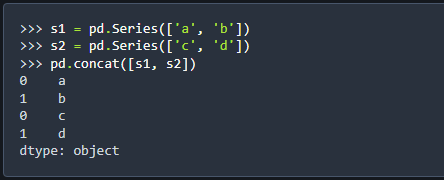 >>> s1 = pd.Series(['a', 'b'])
>>> s2 = pd.Series(['c', 'd'])
>>> pd.concat([s1, s2])
0    a
1    b
0    c
1    d
dtype: object